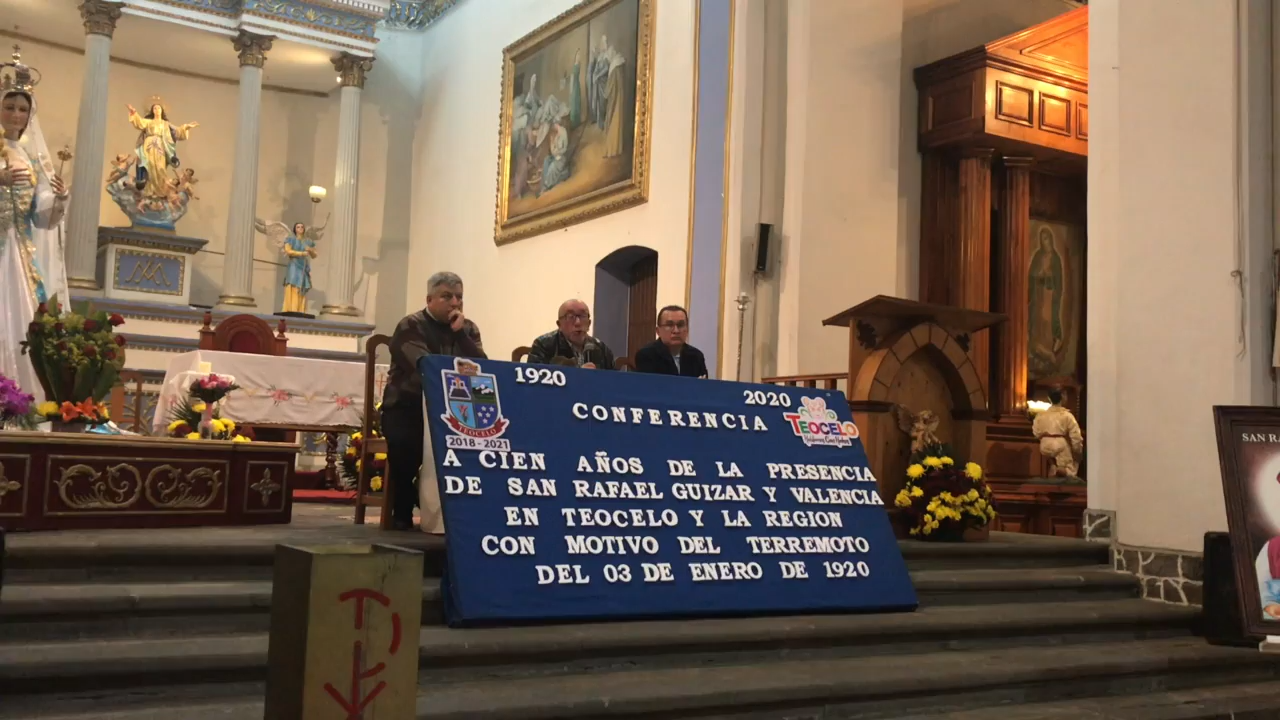 1920
2020
CONFERENCIA
TEOCELO
2018 - 2021
TEOCELO
A CIEN AÑOS DE LA PRESENCIA
DE SAN RAFAEL GUIZAR Y VALENCIA
EN TEOCELO Y LA REGION
CON MOTIVO DEL TERREMOTO
DEL 03 DE ENERO DE 1920
SAN RA